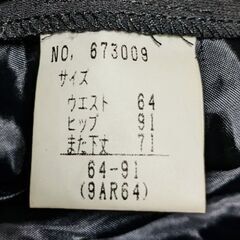 NO, 673009
サイズ
ウエスト 64
ヒップ 91
また下丈 71
64-91
(9AR64)